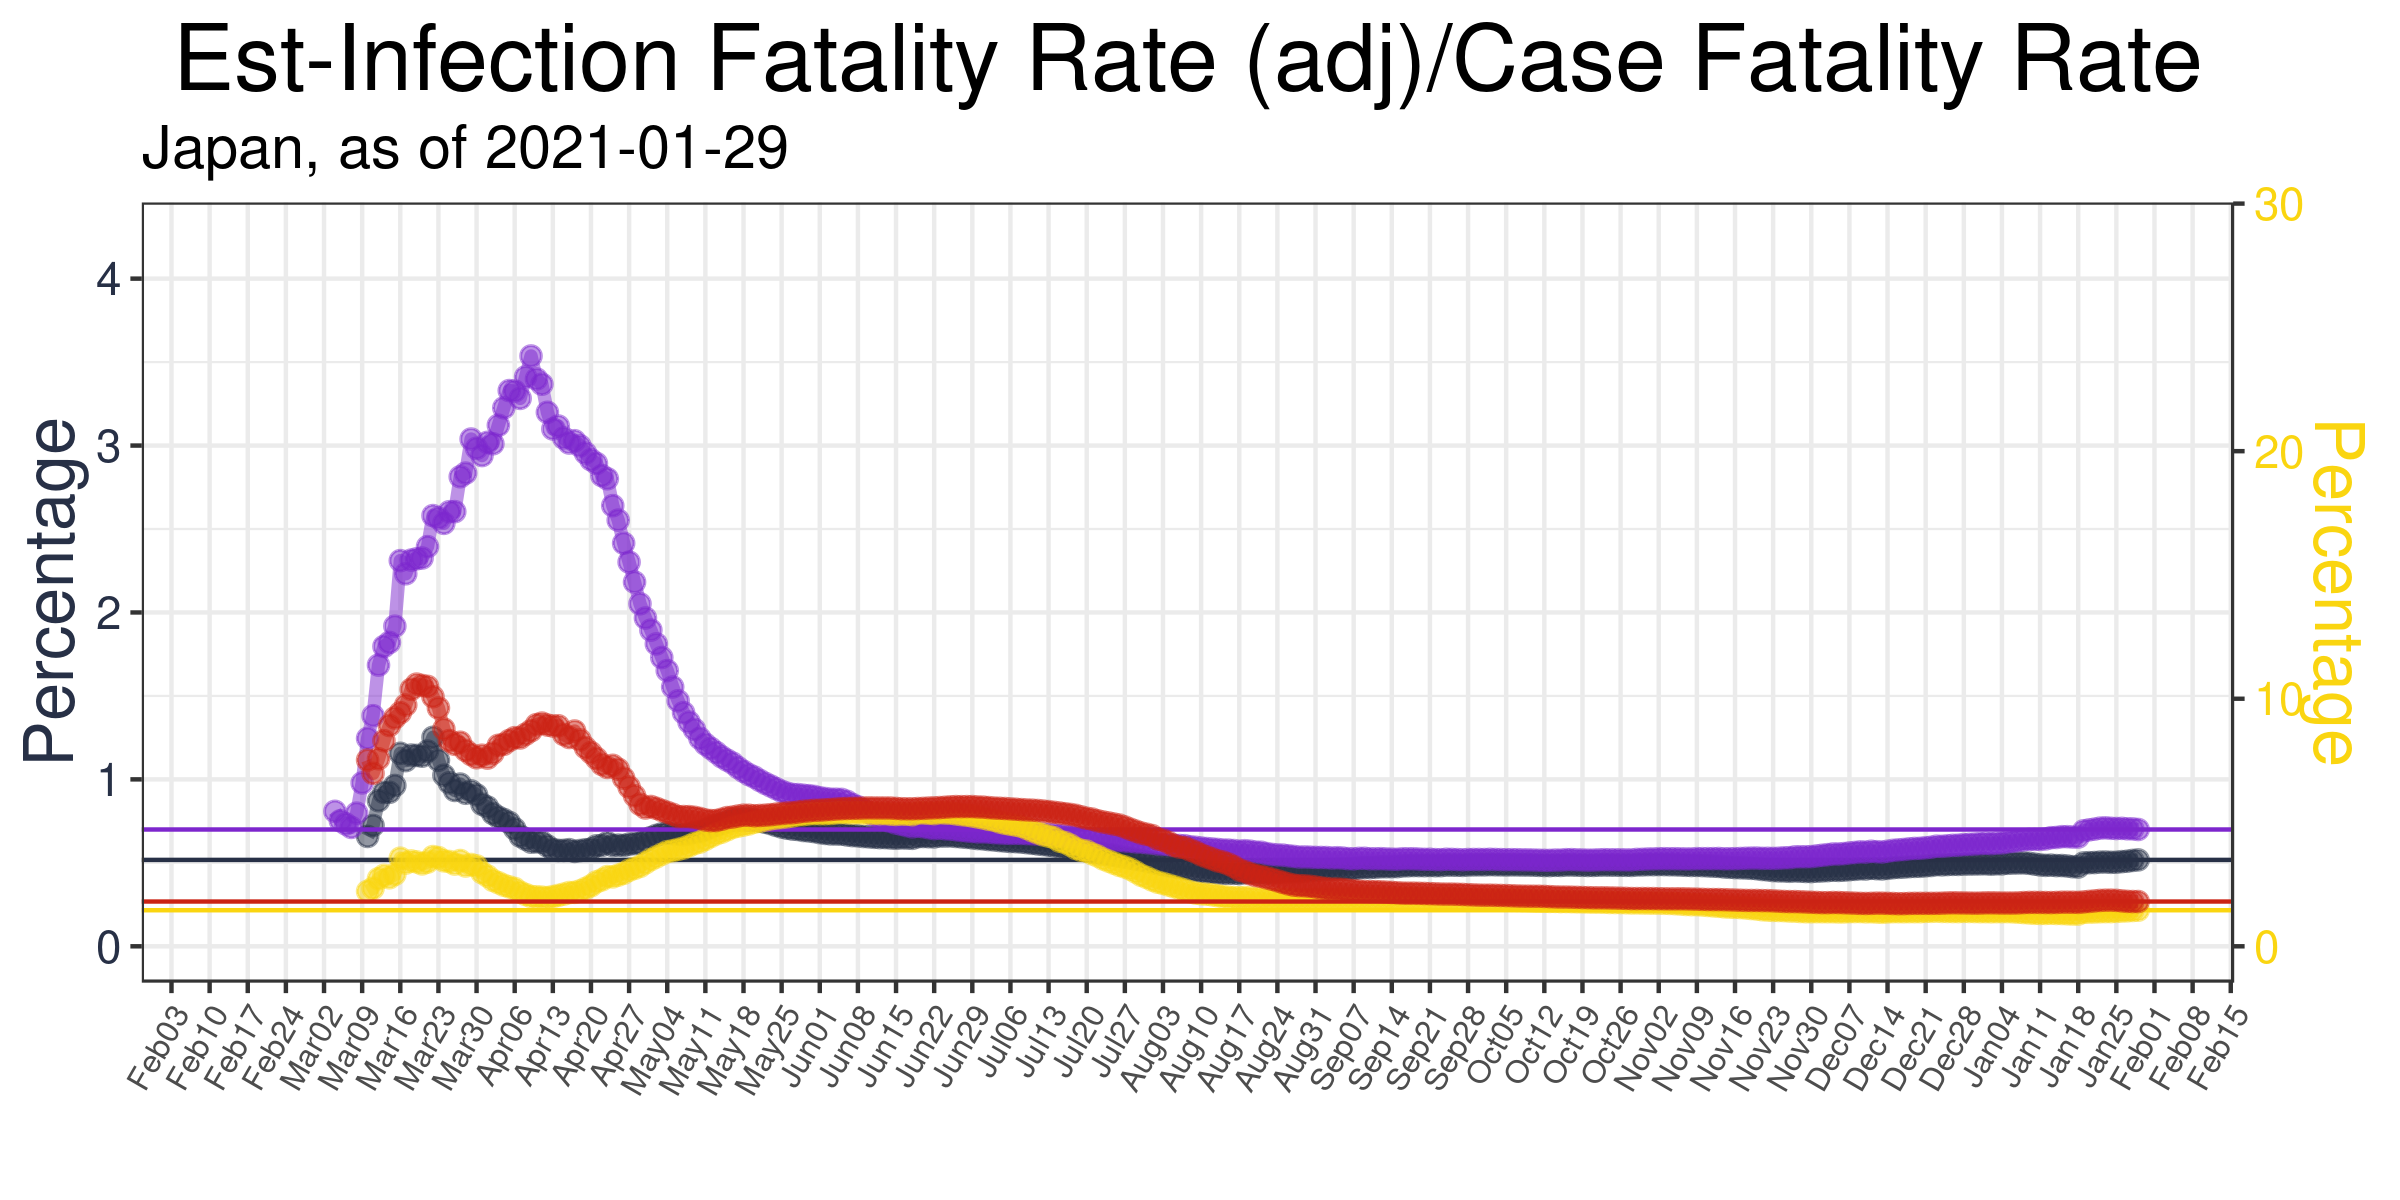 Est-Infection Fatality Rate (adj)/Case Fatality Rate
Japan, as of 2021-01-29
Percentage
4
3
2
1
0
30
20
10
0
Percentage
Feb03
Feb10
Feb17
Feb24
Mar02
Mar09
Mar16
Mar23
Mar30
Apr06
Apr13
Apr20
Apr27
May04
May11
May18
May25
Jun01
Jun08
Jun15
Jun22
Jun29
Jul06
Jul13
Jul20
Jul27
Aug03
Aug10
Aug17
Aug24
Aug31
Sep07
Sep14
Sep21
Sep28
Oct05
Oct12
Oct19
Oct26
Nov02
Nov09
Nov16
Nov23
Nov30
Dec07
Dec14
Dec21
Dec28
Jan04
Jan11
Jan18
Jan25
Feb01
Feb08
Feb15